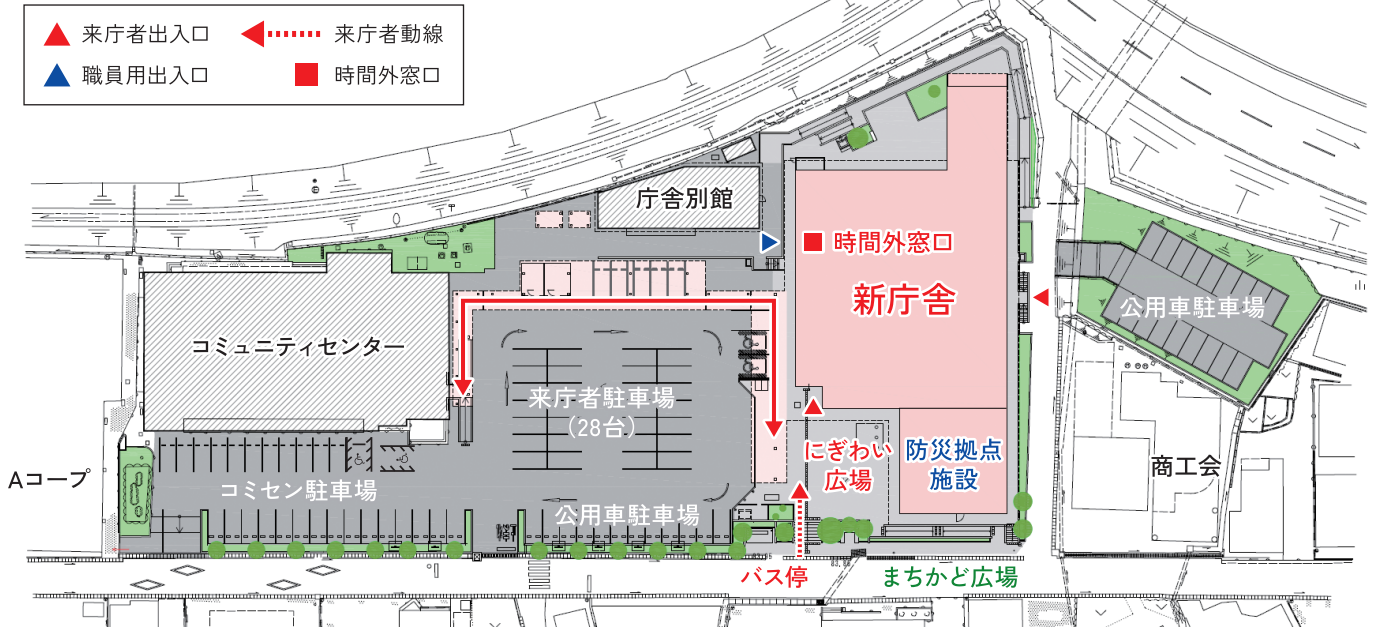 来庁者出入口
来庁者動線
職員用出入口
時間外窓口
庁舎別館
時間外窓口
新庁舎
公用車駐車場
コミュニティセンター
来庁者駐車場
(28台)
にぎわい
広場
防災拠点
施設
商工会
Aコープ
コミセン駐車場
公用車駐車場
バス停
まちかど広場